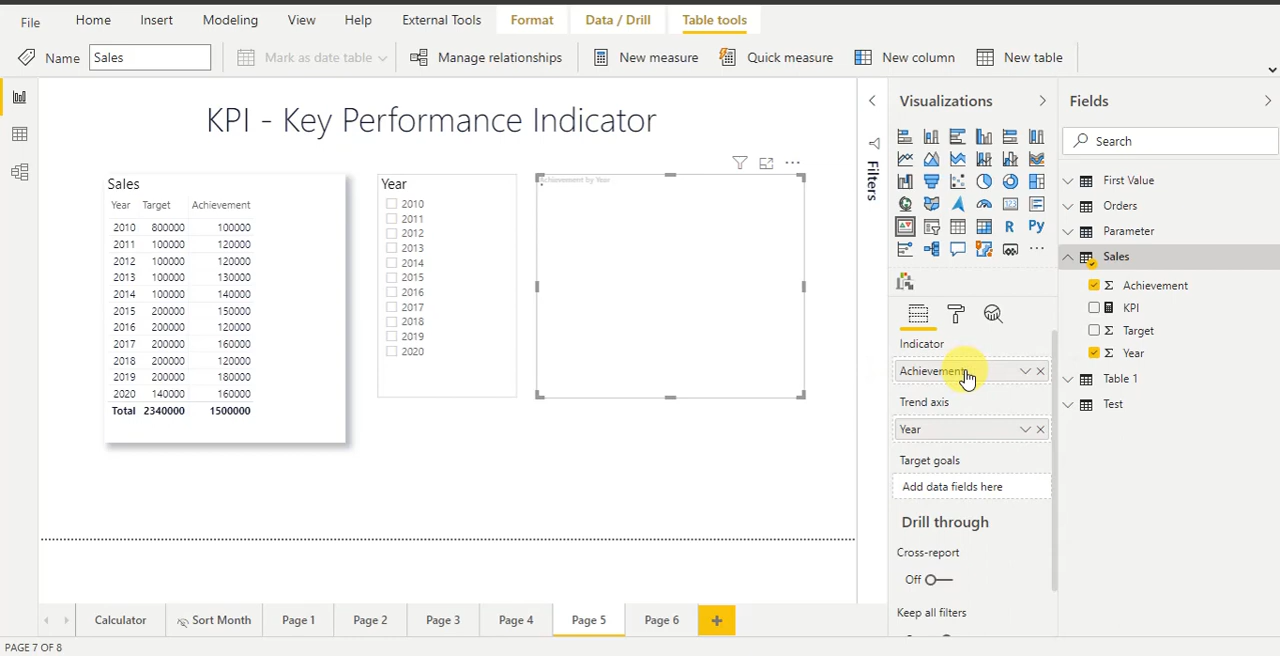 File Home Insert Modeling View Help External Tools Format Data / Drill Table tools
Name Sales Mark as date table Manage relationships New measure Quick measure New column New table
KPI - Key Performance Indicator
Sales
Year Target Achievement
2010 800000 100000
2011 100000 120000
2012 100000 120000
2013 100000 130000
2014 100000 140000
2015 200000 150000
2016 200000 120000
2017 200000 160000
2018 200000 120000
2019 200000 180000
2020 140000 160000
Total 2340000 1500000
Year
2010
2011
2012
2013
2014
2015
2016
2017
2018
2019
2020
Achievement by Year
Filters
Visualizations
123
R
Py
Indicator
Achievement
Trend axis
Year
Target goals
Add data fields here
Drill through
Cross-report
Off
Keep all filters
Fields
Search
First Value
Orders
Parameter
Sales
Σ Achievement
KPI
Σ Target
Σ Year
Table 1
Test
Calculator Sort Month Page 1 Page 2 Page 3 Page 4 Page 5 Page 6 +
PAGE 7 OF 8